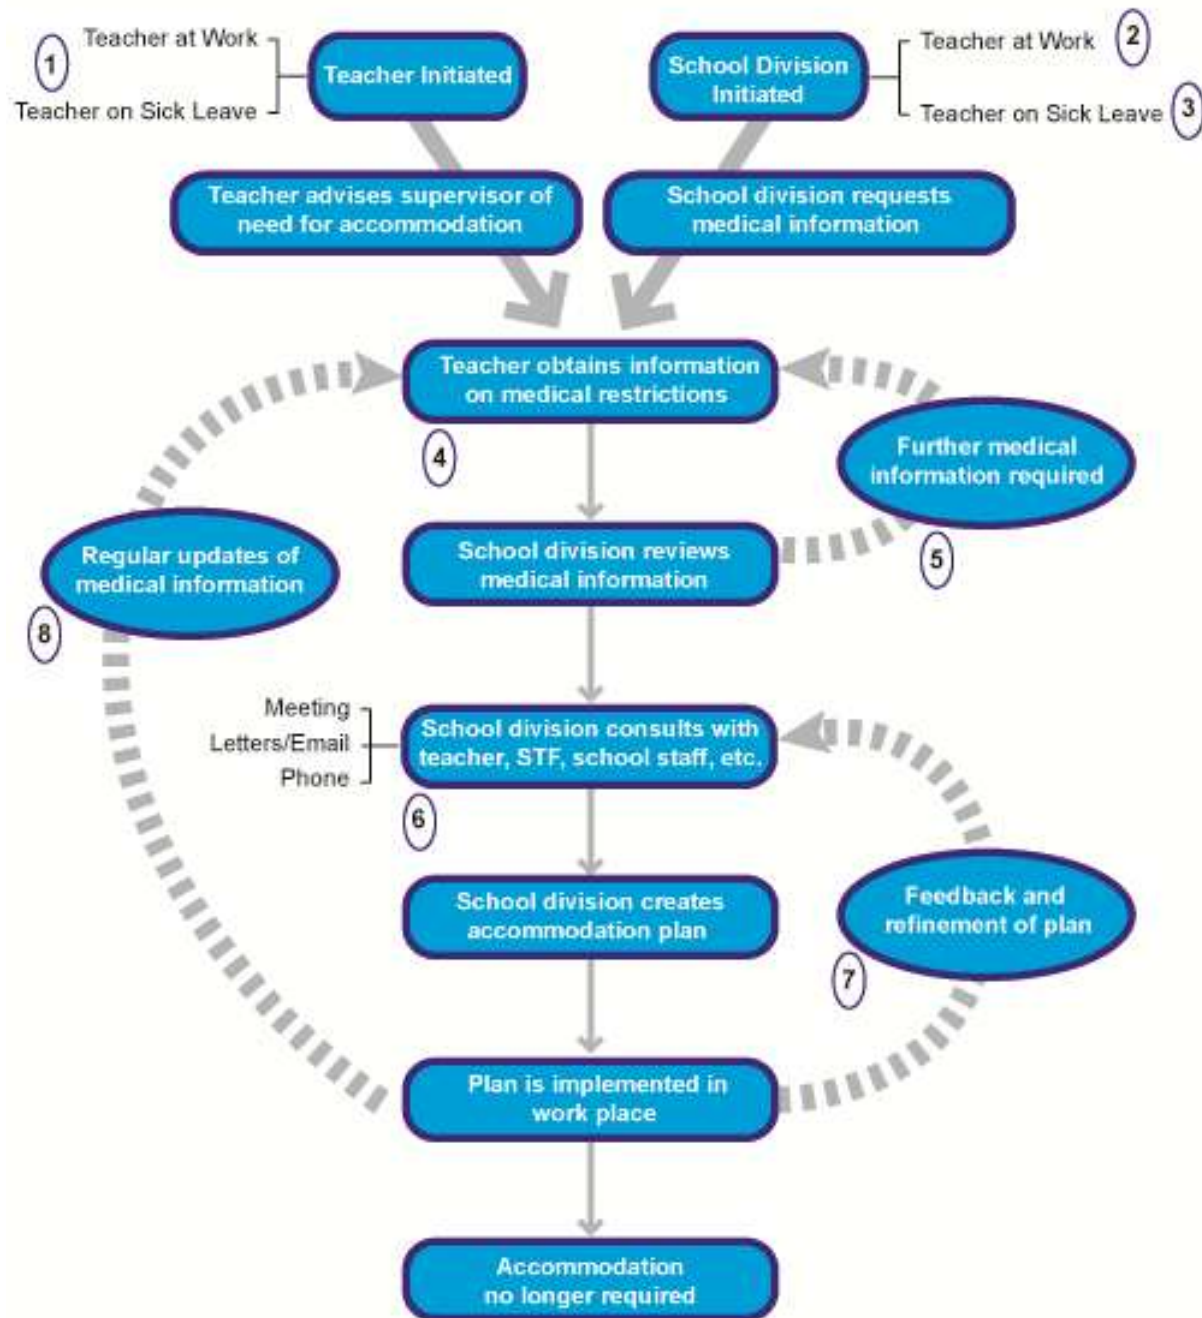 1
Teacher at Work
Teacher on Sick Leave
Teacher Initiated
School Division
Initiated
Teacher at Work
2
Teacher on Sick Leave
3
Teacher advises supervisor of
need for accommodation
School division requests
medical information
Teacher obtains information
on medical restrictions
4
Further medical
information required
5
School division reviews
medical information
Regular updates of
medical information
8
Meeting
Letters/Email
Phone
School division consults with
teacher, STF, school staff, etc.
6
School division creates
accommodation plan
Feedback and
refinement of plan
7
Plan is implemented in
work place
Accommodation
no longer required